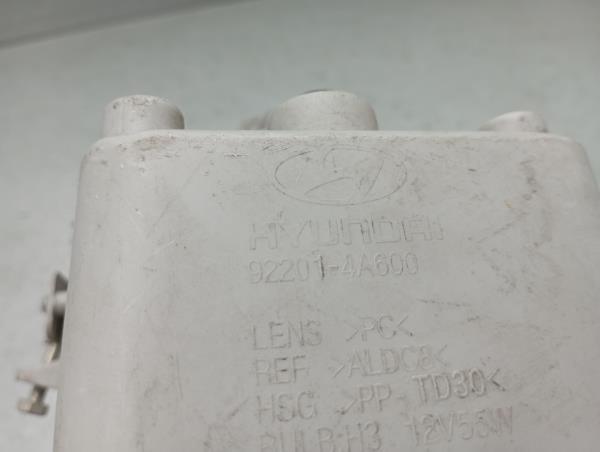 HYUNDAI
92201-4A600
LENS >PC<
REF >ALDC8<
HSG >PP-TD30<
BULB:H3 12V55W